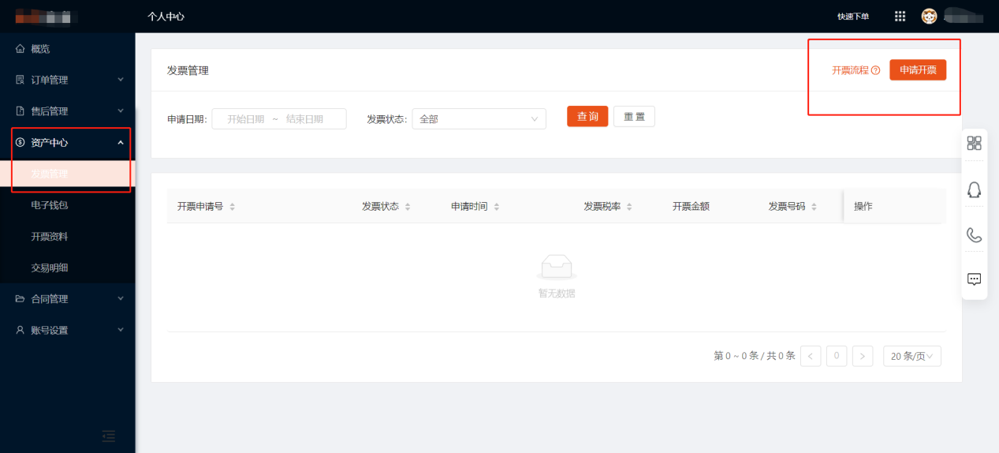 个人中心
快速下单
概览
订单管理
售后管理
资产中心
发票管理
电子钱包
开票资料
交易明细
合同管理
账号设置
发票管理
开票流程
申请开票
申请日期: 开始日期 ~ 结束日期 发票状态: 全部 查 询 重 置
开票申请号 发票状态 申请时间 发票税率 开票金额 发票号码 操作
暂无数据
第 0 ~ 0 条 / 共 0 条 < 0 > 20 条/页